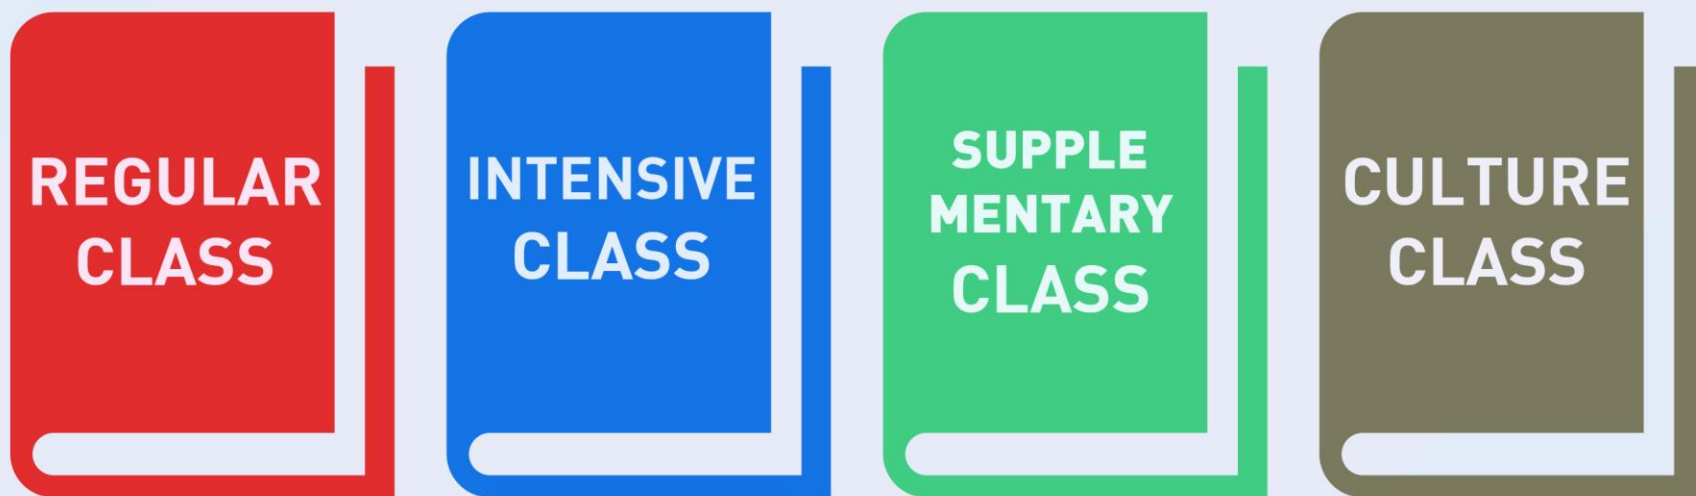 REGULAR
CLASS
INTENSIVE
CLASS
SUPPLE
MENTARY
CLASS
CULTURE
CLASS